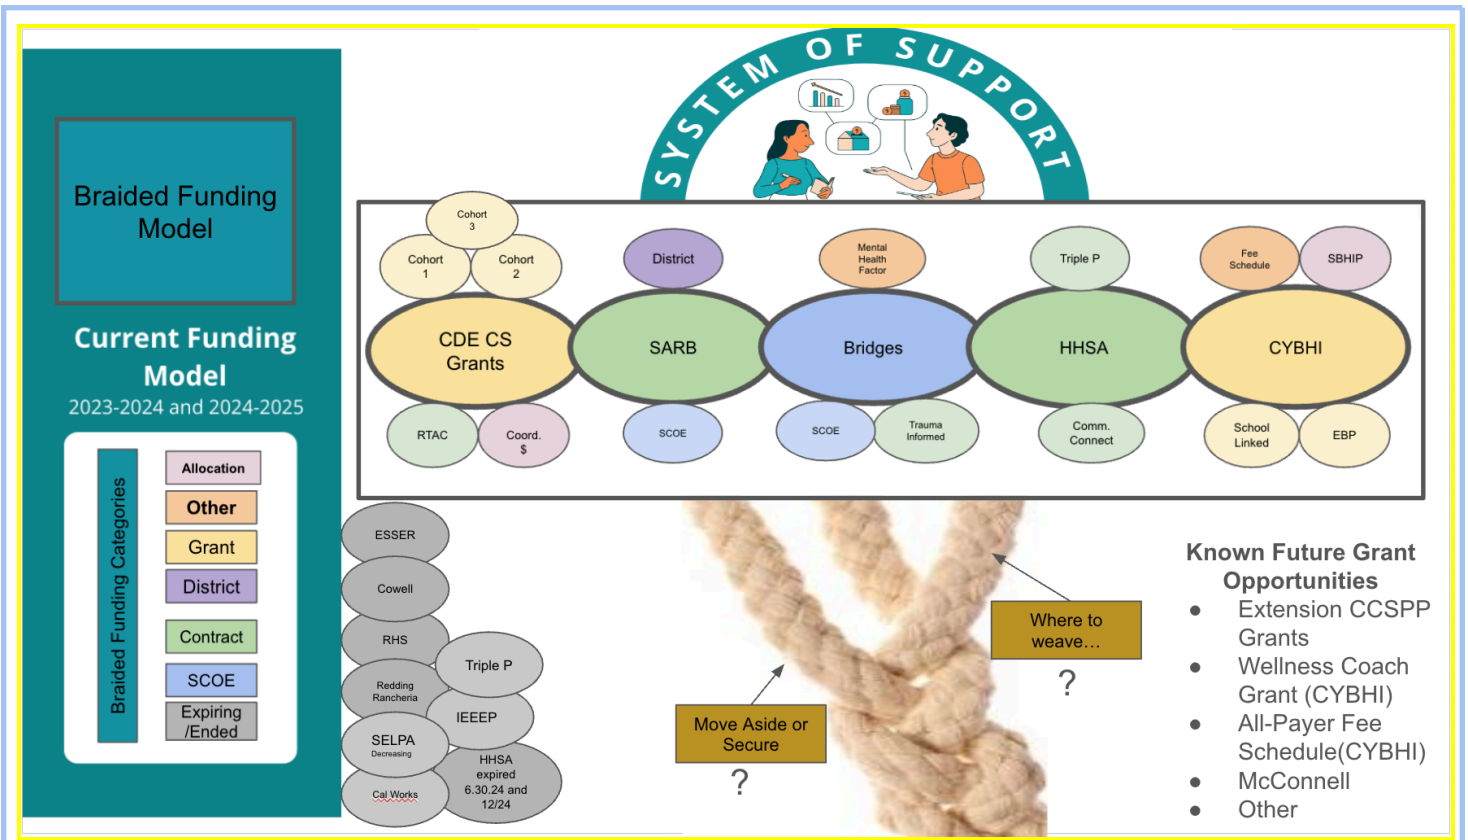 SYSTEM OF SUPPORT
Braided Funding
Model
Current Funding
Model
2023-2024 and 2024-2025
Braided Funding Categories
Allocation
Other
Grant
District
Contract
SCOE
Expiring
/Ended
Cohort
3
Cohort
1
Cohort
2
CDE CS
Grants
RTAC
Coord.
$
District
SARB
SCOE
Mental
Health
Factor
Bridges
SCOE
Trauma
Informed
Triple P
HHSA
Comm.
Connect
Fee
Schedule
SBHIP
CYBHI
School
Linked
EBP
ESSER
Cowell
RHS
Redding
Rancheria
SELPA
Decreasing
Cal Works
Triple P
IEEEP
HHSA
expired
6.30.24 and
12/24
Move Aside or
Secure
?
Where to
weave…
?
Known Future Grant
Opportunities
● Extension CCSPP
Grants
● Wellness Coach
Grant (CYBHI)
● All-Payer Fee
Schedule(CYBHI)
● McConnell
● Other